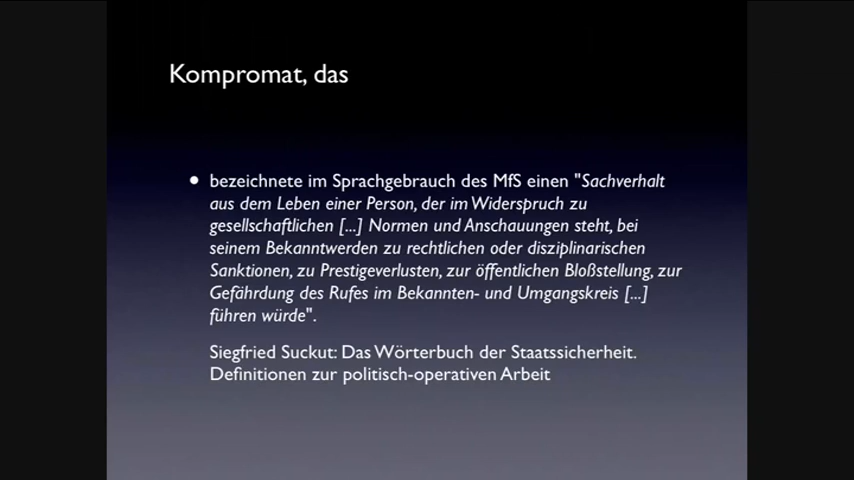 Kompromat, das
• bezeichnete im Sprachgebrauch des MfS einen "Sachverhalt
aus dem Leben einer Person, der im Widerspruch zu
gesellschaftlichen [...] Normen und Anschauungen steht, bei
seinem Bekanntwerden zu rechtlichen oder disziplinarischen
Sanktionen, zu Prestigeverlusten, zur öffentlichen Bloßstellung, zur
Gefährdung des Rufes im Bekannten- und Umgangskreis [...]
führen würde".
Siegfried Suckut: Das Wörterbuch der Staatssicherheit.
Definitionen zur politisch-operativen Arbeit